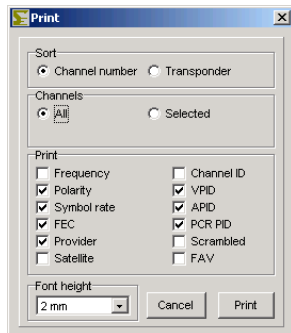 Print
Sort
Channel number Transponder
Channels
All Selected
Print
Frequency Channel ID
Polarity VPID
Symbol rate APID
FEC PCR PID
Provider Scrambled
Satellite FAV
Font height
2 mm Cancel Print